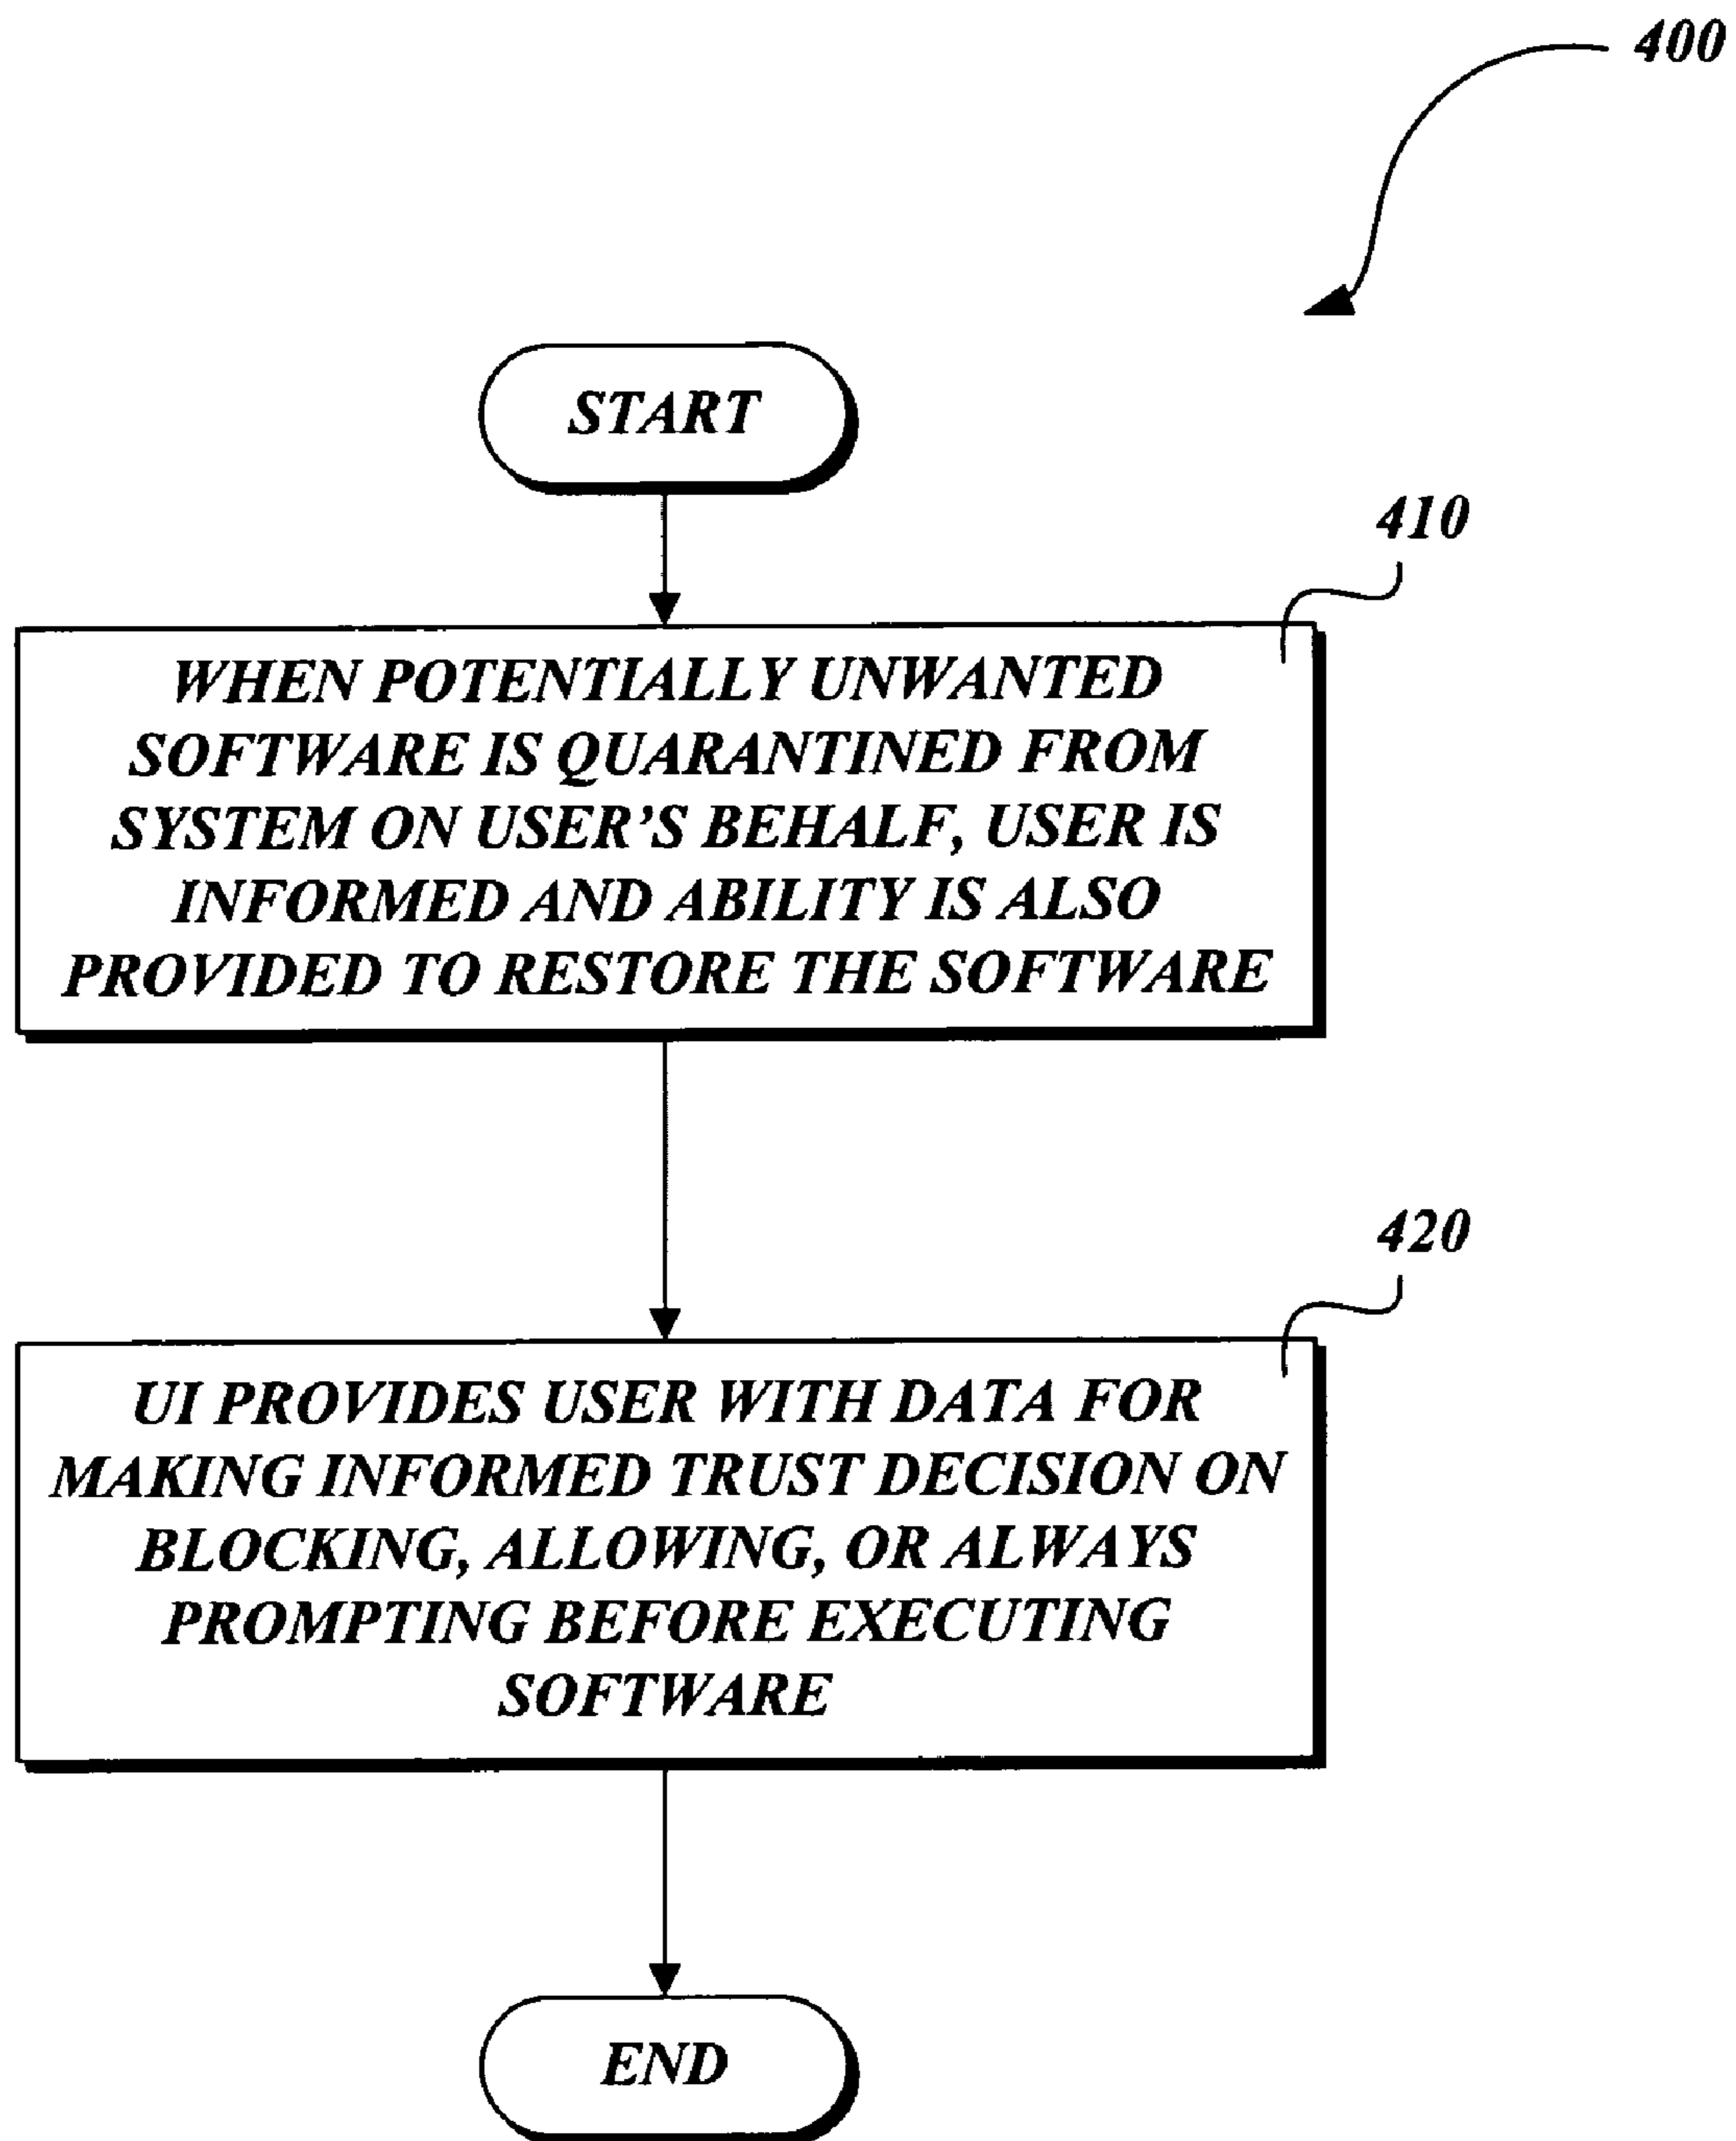 400
START
410
WHEN POTENTIALLY UNWANTED
SOFTWARE IS QUARANTINED FROM
SYSTEM ON USER'S BEHALF, USER IS
INFORMED AND ABILITY IS ALSO
PROVIDED TO RESTORE THE SOFTWARE
420
UI PROVIDES USER WITH DATA FOR
MAKING INFORMED TRUST DECISION ON
BLOCKING, ALLOWING, OR ALWAYS
PROMPTING BEFORE EXECUTING
SOFTWARE
END